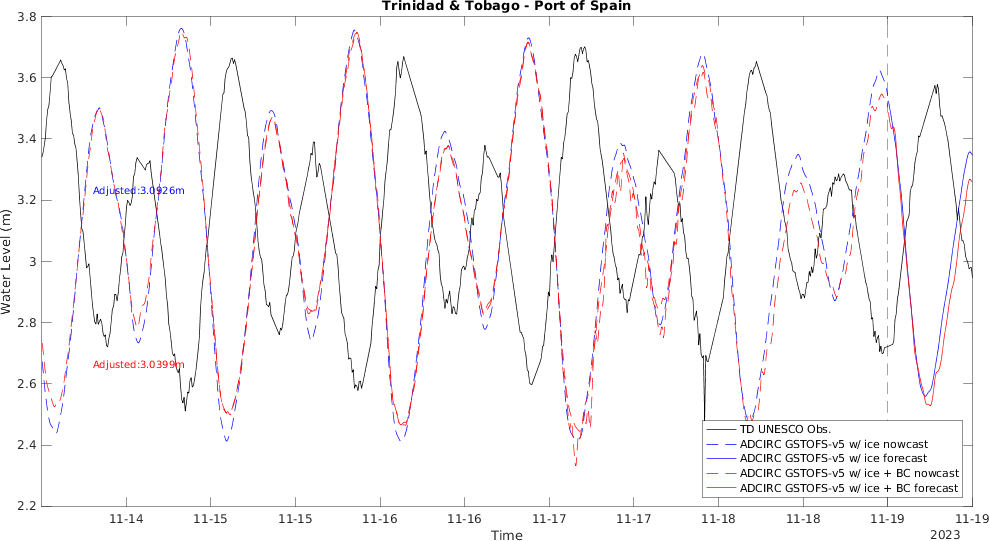 Trinidad & Tobago - Port of Spain
Water Level (m)
3.8
3.6
3.4
3.2
3
2.8
2.6
2.4
2.2
Adjusted:3.0926m
Adjusted:3.0399m
TD UNESCO Obs.
ADCIRC GSTOFS-v5 w/ ice nowcast
ADCIRC GSTOFS-v5 w/ ice forecast
ADCIRC GSTOFS-v5 w/ ice + BC nowcast
ADCIRC GSTOFS-v5 w/ ice + BC forecast
11-14 11-15 11-15 11-16 11-16 11-17 11-17 11-18 11-18 11-19 11-19
Time
2023